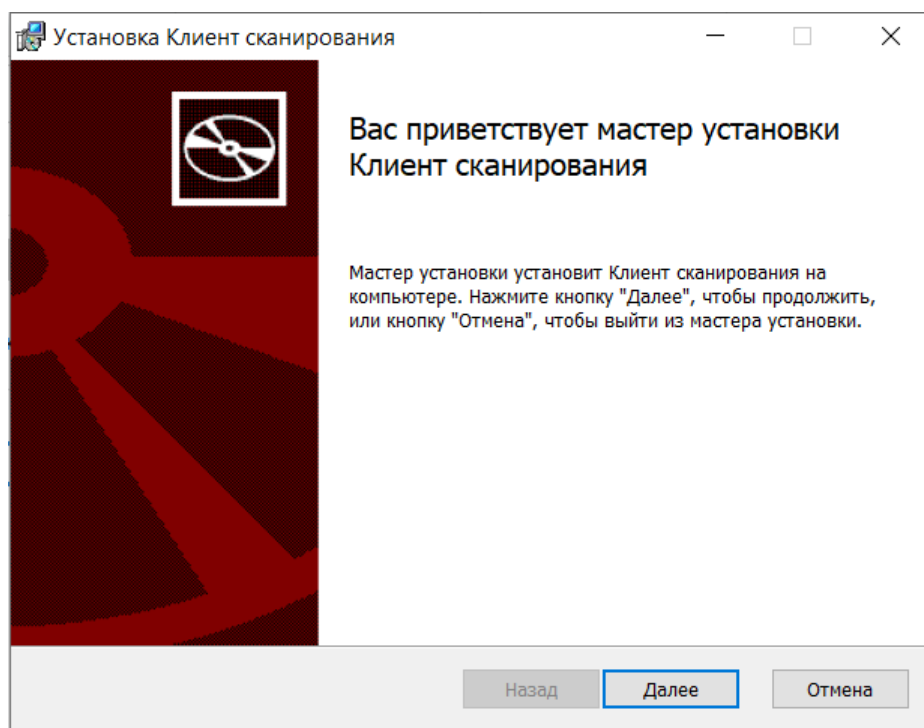 Установка Клиент сканирования
Вас приветствует мастер установки
Клиент сканирования
Мастер установки установит Клиент сканирования на
компьютере. Нажмите кнопку "Далее", чтобы продолжить,
или кнопку "Отмена", чтобы выйти из мастера установки.
Назад
Далее
Отмена